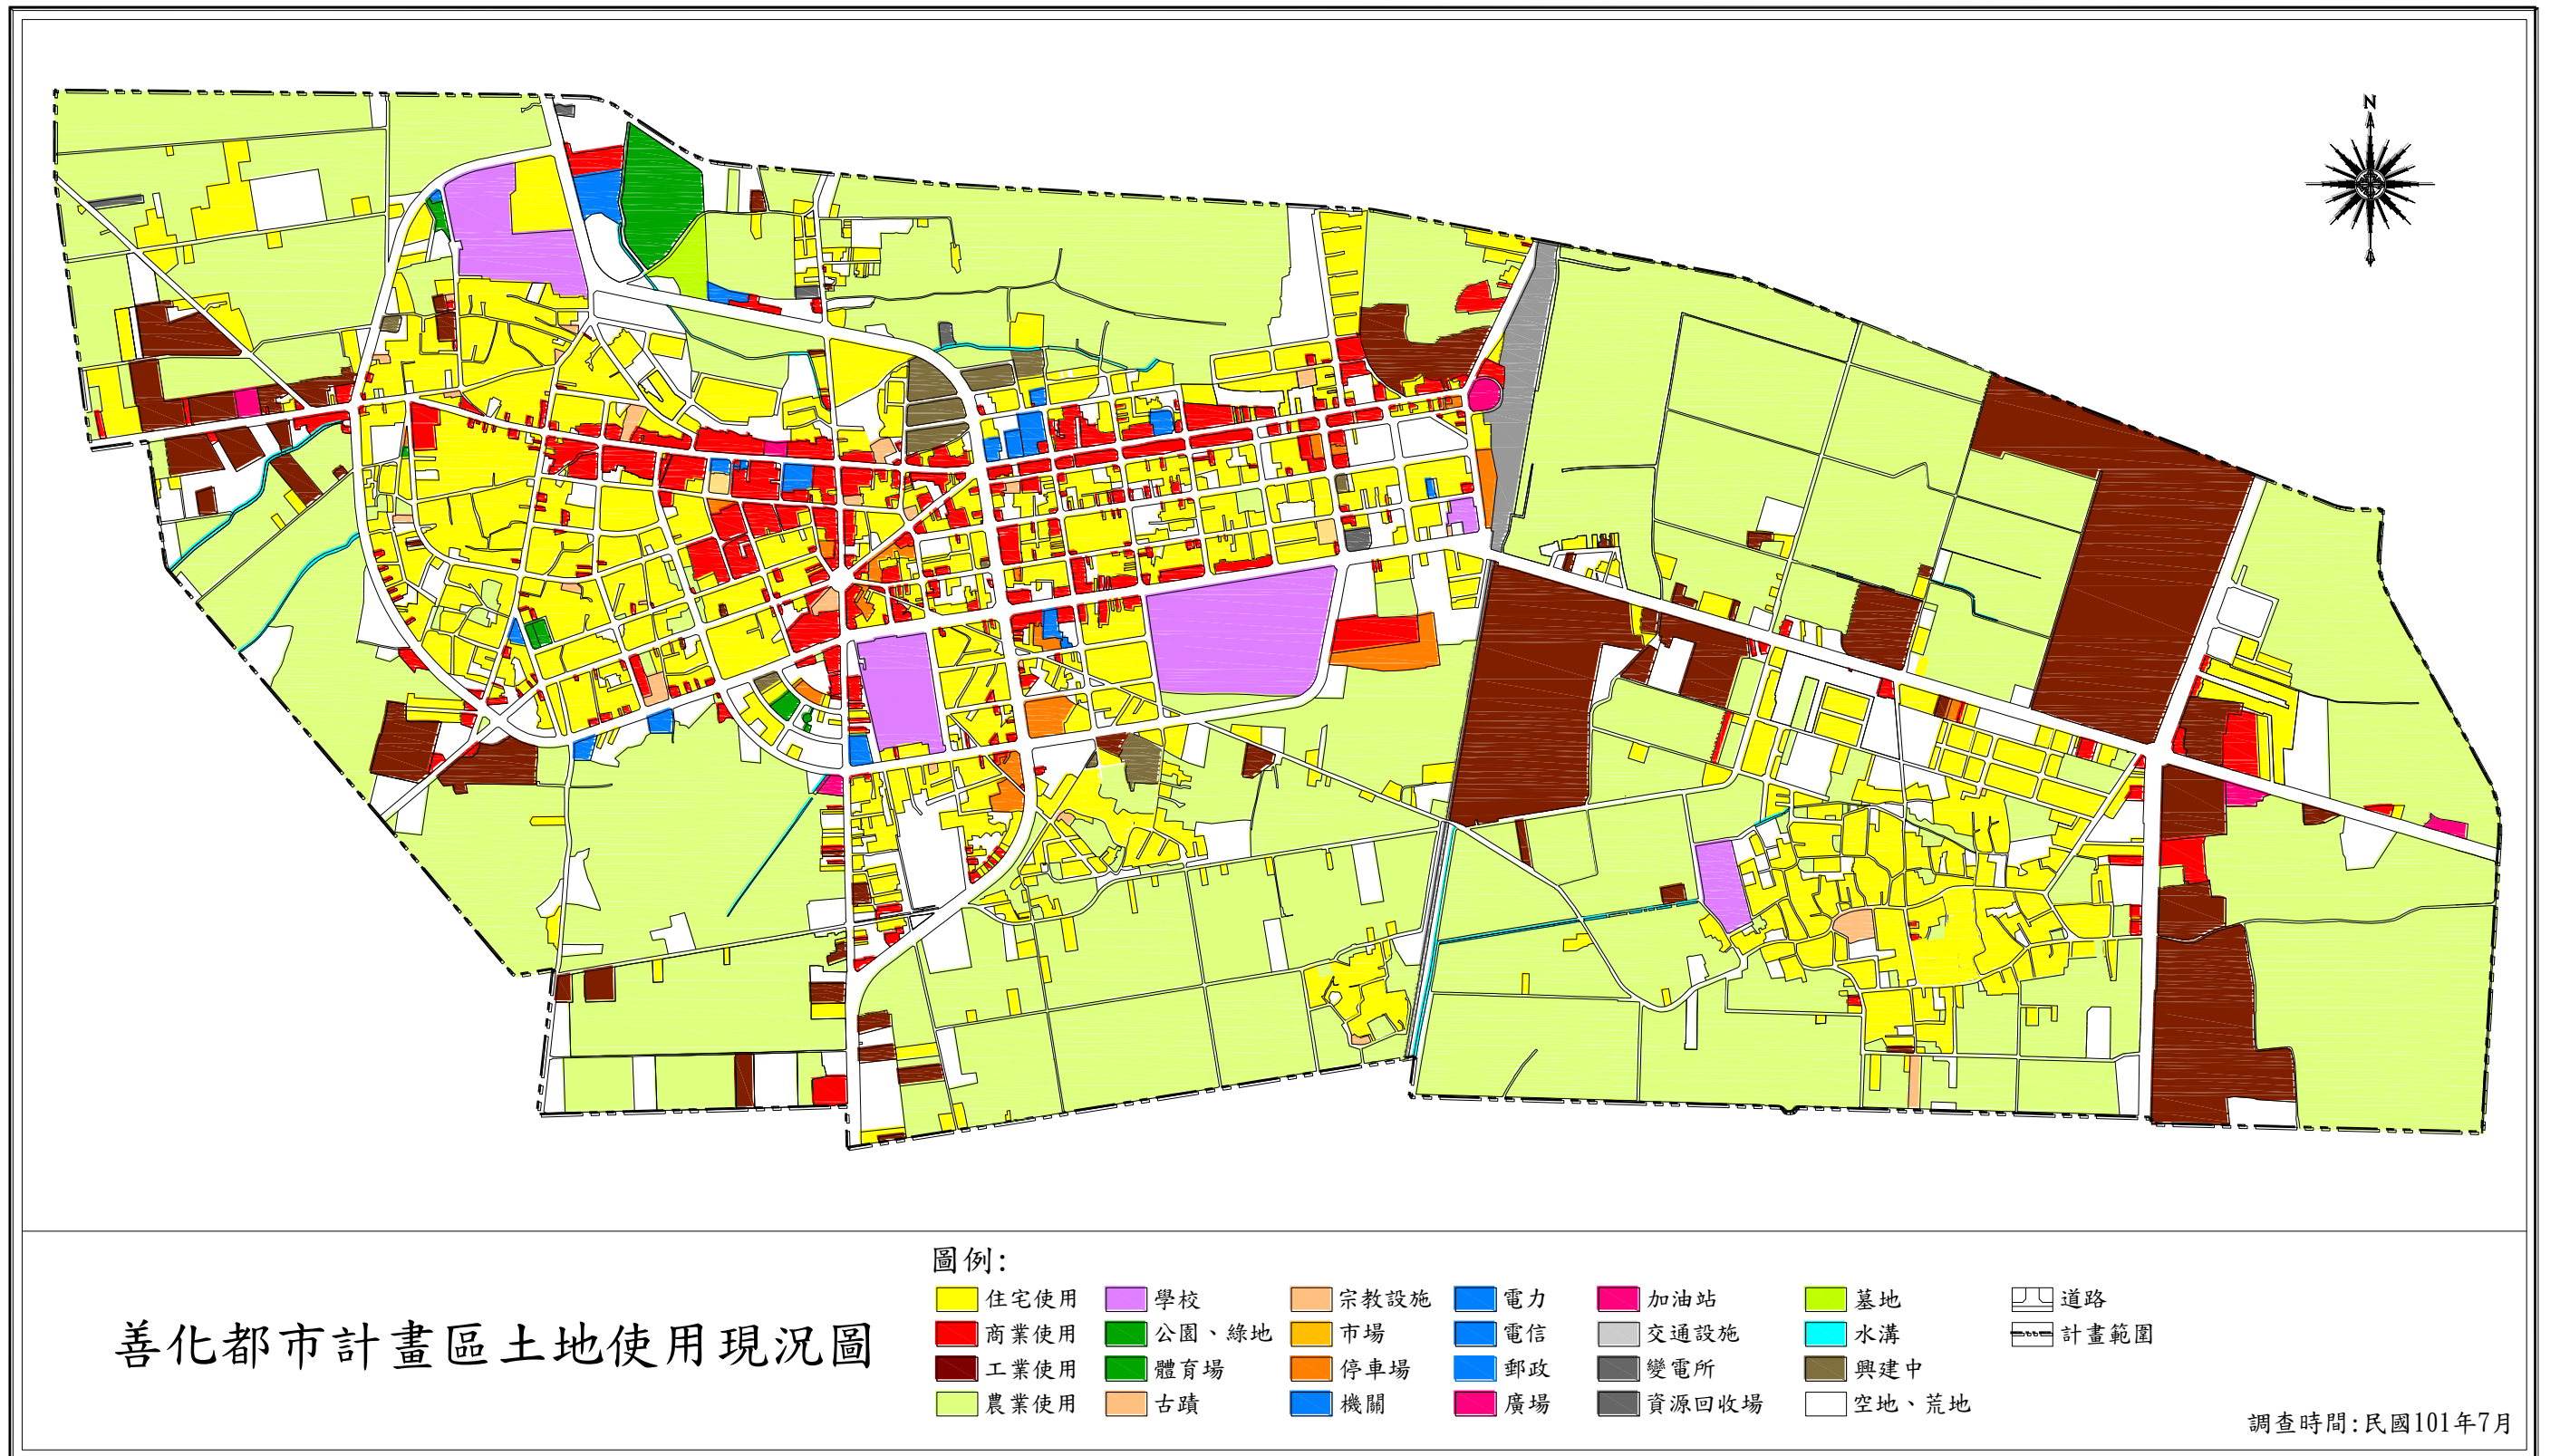 N
善化都市計畫區土地使用現況圖
圖例:
住宅使用 學校 宗教設施 電力 加油站 墓地 道路
商業使用 公園、綠地 市場 電信 交通設施 水溝 計畫範圍
工業使用 體育場 停車場 郵政 變電所 興建中
農業使用 古蹟 機關 廣場 資源回收場 空地、荒地
調查時間:民國101年7月